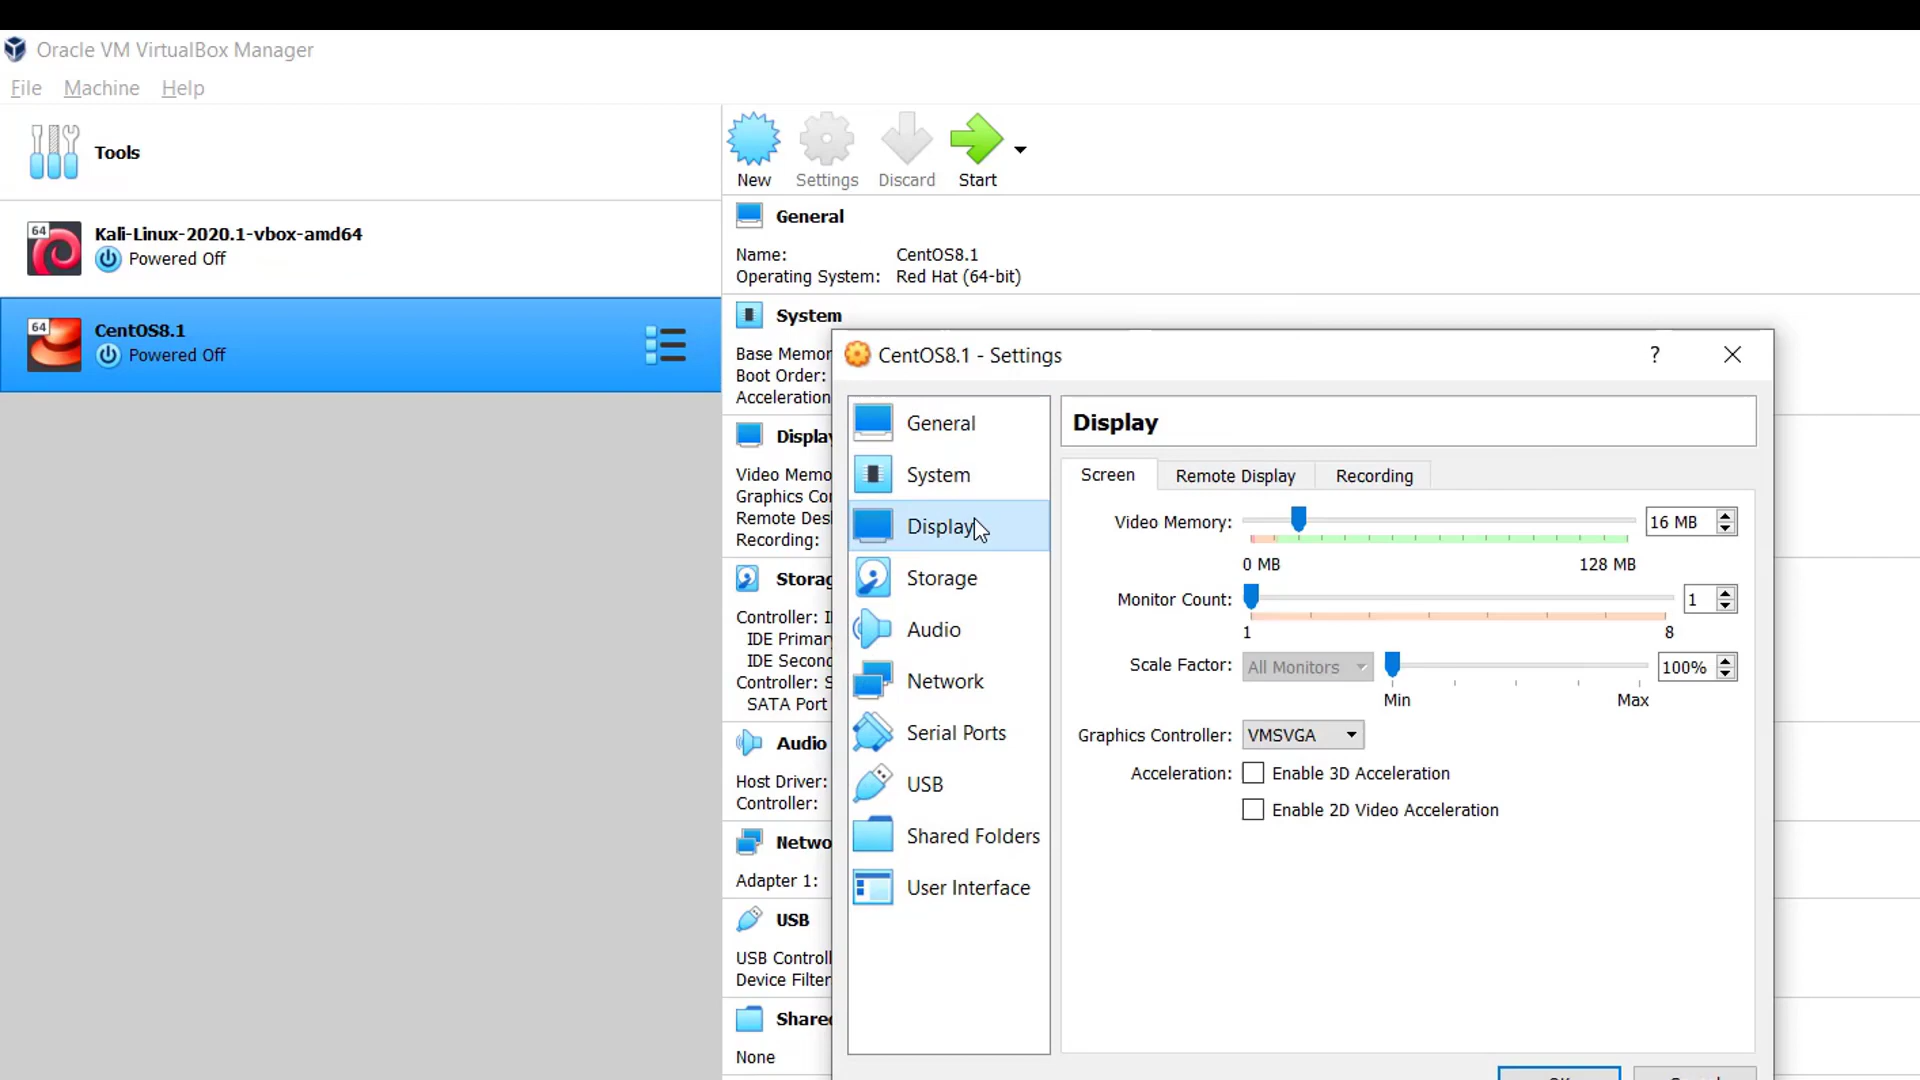 Oracle VM VirtualBox Manager
File Machine Help
Tools
64
Kali-Linux-2020.1-vbox-amd64
Powered Off
64
CentOS8.1
Powered Off
New Settings Discard Start
General
Name: CentOS8.1
Operating System: Red Hat (64-bit)
System
Base Memor
Boot Order:
Acceleration
Display
Video Memo
Graphics Co
Remote Des
Recording:
Storag
Controller: I
IDE Primar
IDE Second
Controller: S
SATA Port
Audio
Host Driver:
Controller:
Netwo
Adapter 1:
USB
USB Controll
Device Filter
Share
None
CentOS8.1 - Settings ?
General
System
Display
Storage
Audio
Network
Serial Ports
USB
Shared Folders
User Interface
Display
Screen Remote Display Recording
Video Memory: 16 MB
0 MB 128 MB
Monitor Count: 1
1 8
Scale Factor: All Monitors 100%
Min Max
Graphics Controller: VMSVGA
Acceleration: Enable 3D Acceleration
Enable 2D Video Acceleration